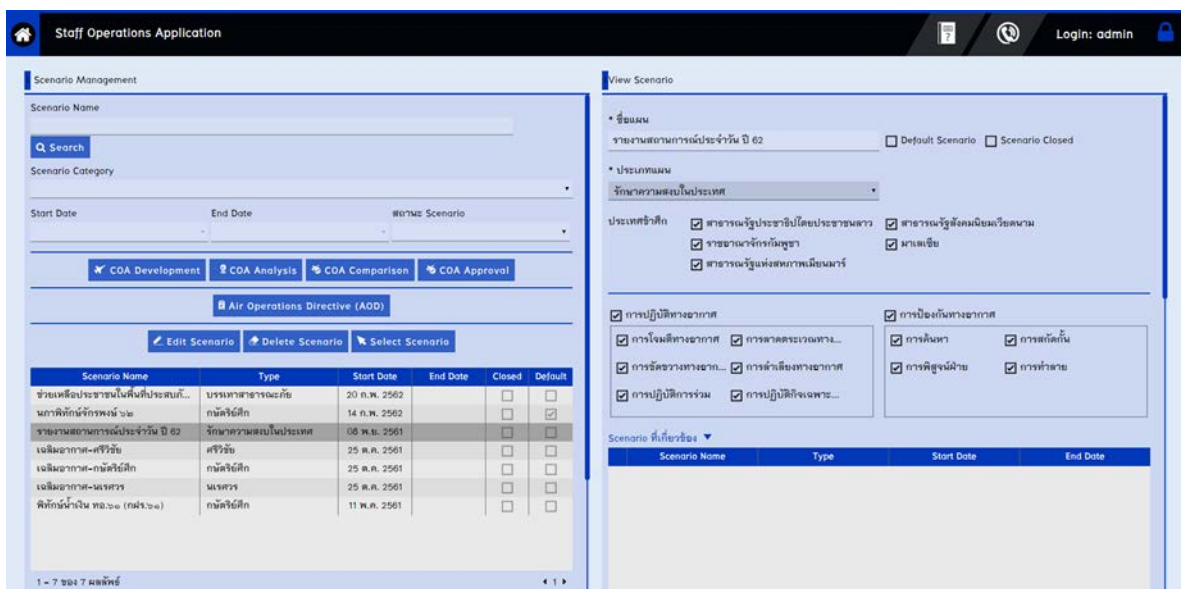 Staff Operations Application
Login: admin
Scenario Management
Scenario Name
Search
Scenario Category
Start Date End Date สถานะ Scenario
COA Development COA Analysis COA Comparison COA Approval
Air Operations Directive (AOD)
Edit Scenario Delete Scenario Select Scenario
Scenario Name Type Start Date End Date Closed Default
ช่วยเหลือประชาชนในพื้นที่ประสบภั... บรรเทาสาธารณะภัย 20 ก.พ. 2562
นภาพิทักษ์จักรพงษ์ ๖๒ กษัตริย์ศึก 14 ก.พ. 2562
รายงานสถานการณ์ประจำวัน ปี 62 รักษาความสงบในประเทศ 08 พ.ย. 2561
เฉลิมอากาศ-ศรีวิชัย ศรีวิชัย 25 ต.ค. 2561
เฉลิมอากาศ-กษัตริย์ศึก กษัตริย์ศึก 25 ต.ค. 2561
เฉลิมอากาศ-นเรศวร นเรศวร 25 ต.ค. 2561
พิทักษ์น้ำเงิน ทอ.๖๑ (กฝร.๖๑) กษัตริย์ศึก 11 พ.ค. 2561
1 - 7 ของ 7 ผลลัพธ์ 1
View Scenario
* ชื่อแผน
รายงานสถานการณ์ประจำวัน ปี 62 Default Scenario Scenario Closed
* ประเภทแผน
รักษาความสงบในประเทศ
ประเทศข้าศึก สาธารณรัฐประชาธิปไตยประชาชนลาว สาธารณรัฐสังคมนิยมเวียดนาม
ราชอาณาจักรกัมพูชา มาเลเซีย
สาธารณรัฐแห่งสหภาพเมียนมาร์
การปฏิบัติทางอากาศ การป้องกันทางอากาศ
การโจมตีทางอากาศ การลาดตระเวณทาง... การค้นหา การสกัดกั้น
การขัดขวางทางอาก... การลำเลียงทางอากาศ การพิสูจน์ฝ่าย การทำลาย
การปฏิบัติการร่วม การปฏิบัติกิจเฉพาะ...
Scenario ที่เกี่ยวข้อง ▼
Scenario Name Type Start Date End Date